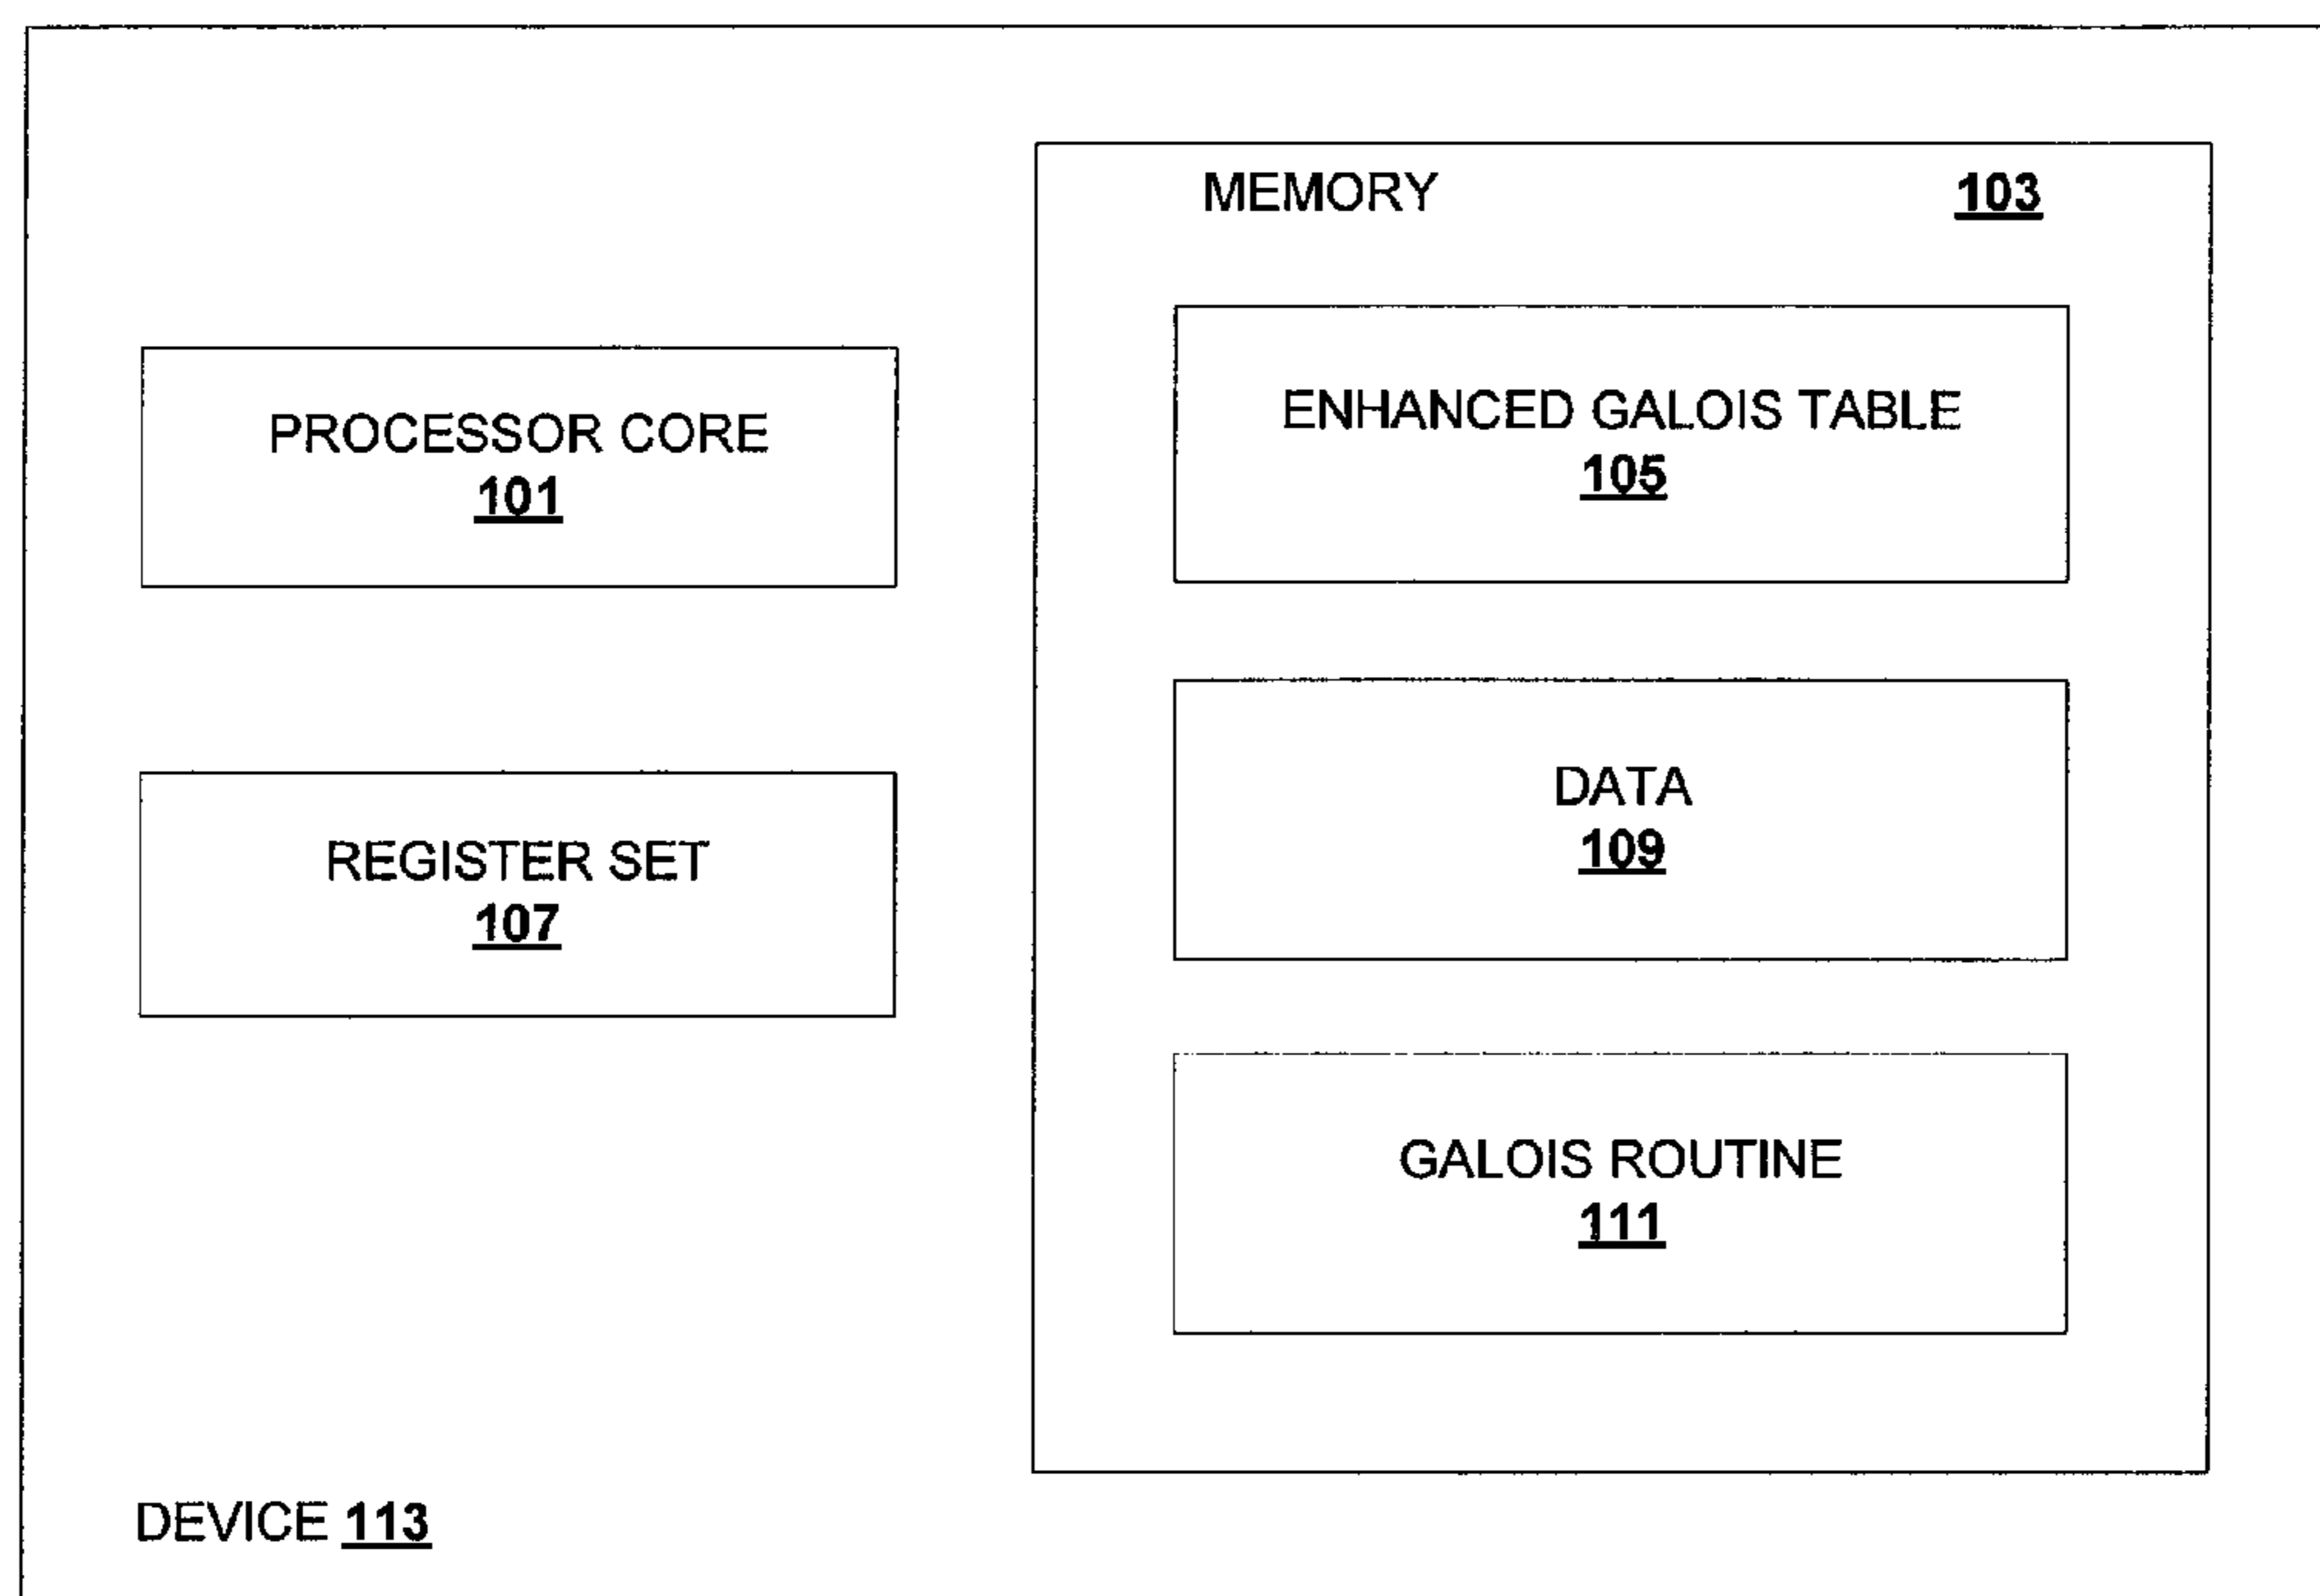 MEMORY 103
ENHANCED GALOIS TABLE
105
PROCESSOR CORE
101
DATA
109
REGISTER SET
107
GALOIS ROUTINE
111
DEVICE 113